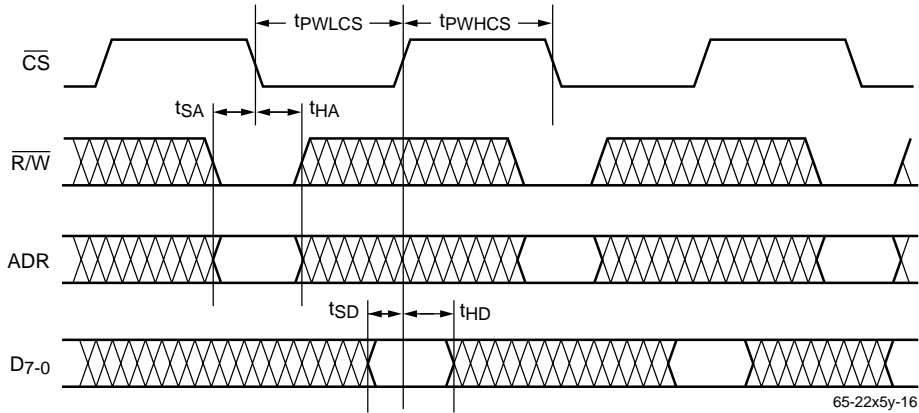 tPWLCS tPWHCS
CS
tSA tHA
R/W
ADR
tSD tHD
D7-0
65-22x5y-16